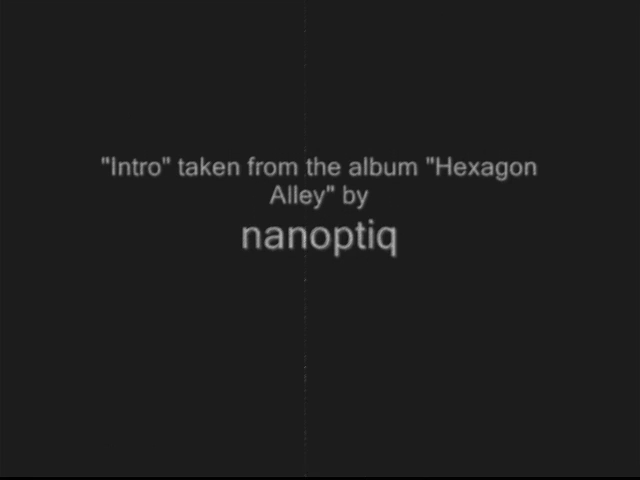 "Intro" taken from the album "Hexagon
Alley" by
nanoptiq